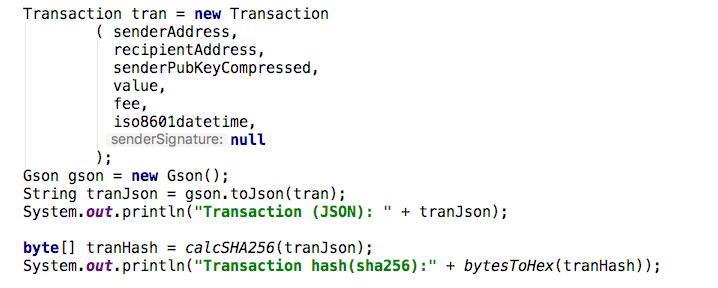 Transaction tran = new Transaction
( senderAddress,
recipientAddress,
senderPubKeyCompressed,
value,
fee,
iso8601datetime,
senderSignature: null
);
Gson gson = new Gson();
String tranJson = gson.toJson(tran);
System.out.println("Transaction (JSON): " + tranJson);
byte[] tranHash = calcSHA256(tranJson);
System.out.println("Transaction hash(sha256):" + bytesToHex(tranHash));